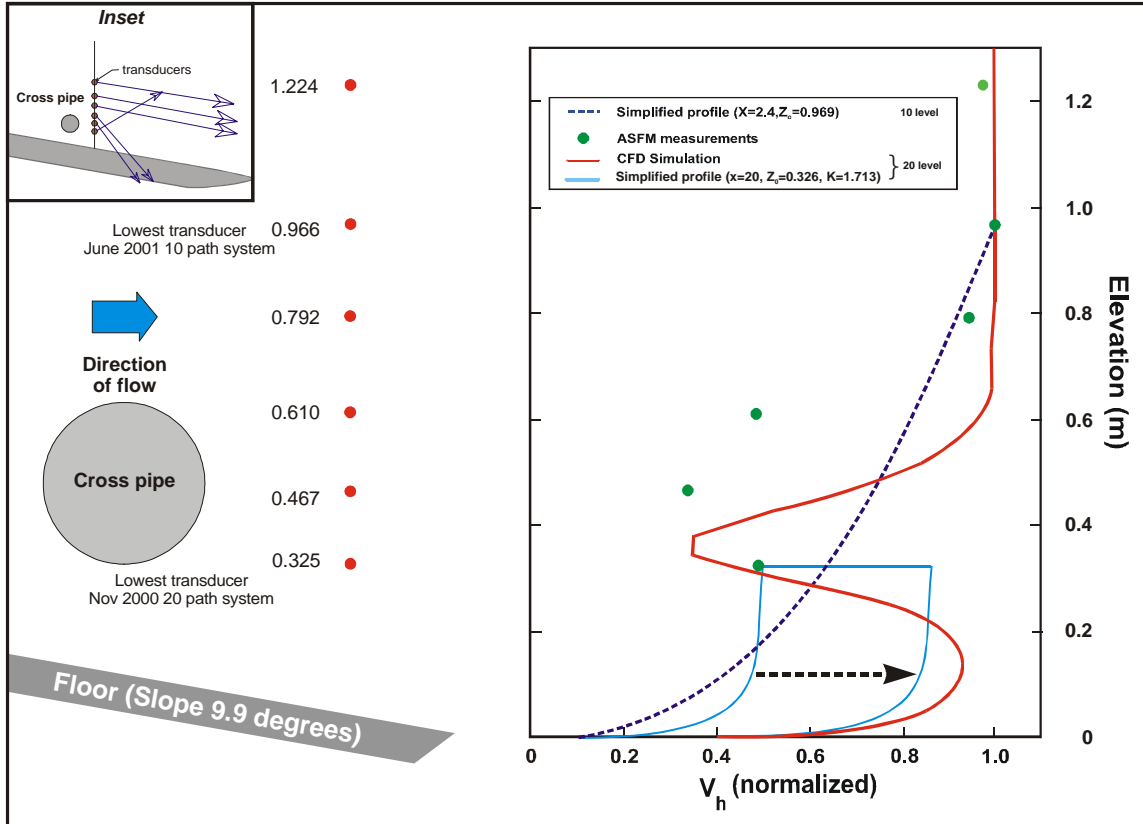 Inset
transducers
Cross pipe
1.224
Lowest transducer
June 2001 10 path system
0.966
0.792
Direction
of flow
0.610
Cross pipe
0.467
0.325
Lowest transducer
Nov 2000 20 path system
Floor (Slope 9.9 degrees)
Simplified profile (X=2.4,Z₀=0.969) 10 level
ASFM measurements
CFD Simulation
} 20 level
Simplified profile (x=20, Z₀=0.326, K=1.713)
1.2
1.0
0.8
0.6
0.4
0.2
0
Elevation (m)
0 0.2 0.4 0.6 0.8 1.0
Vh (normalized)